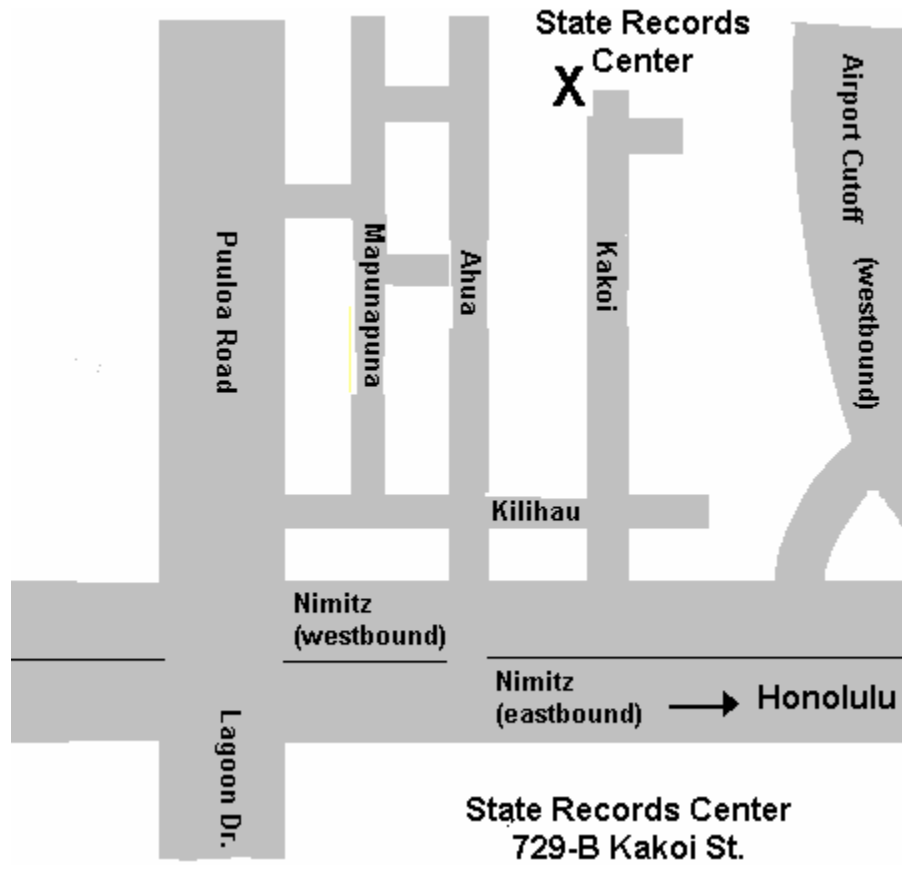 State Records
Center
X
Airport Cutoff (westbound)
Puuloa Road
Mapunapuna
Ahua
Kakoi
Kilihau
Nimitz
(westbound)
Nimitz
(eastbound)
Honolulu
Lagoon Dr.
State Records Center
729-B Kakoi St.